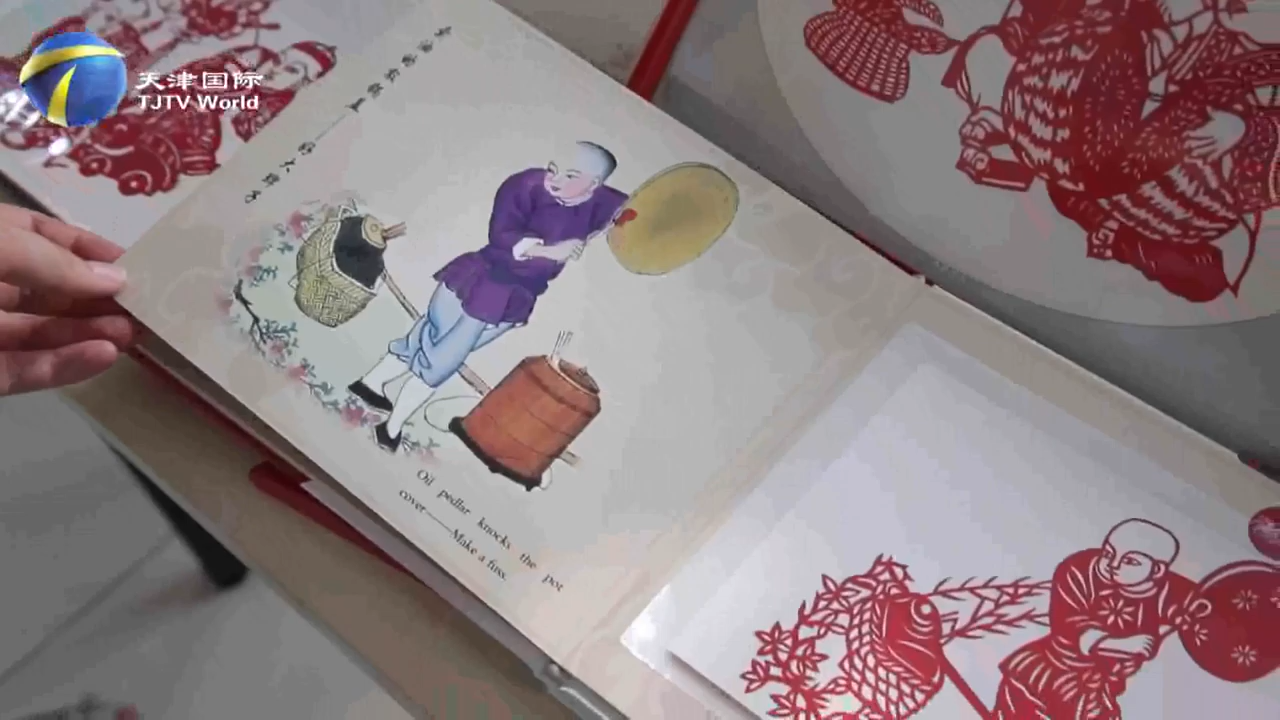 天津国际
TJTV World
Oil pedlar knocks the pot
cover——Make a fuss.